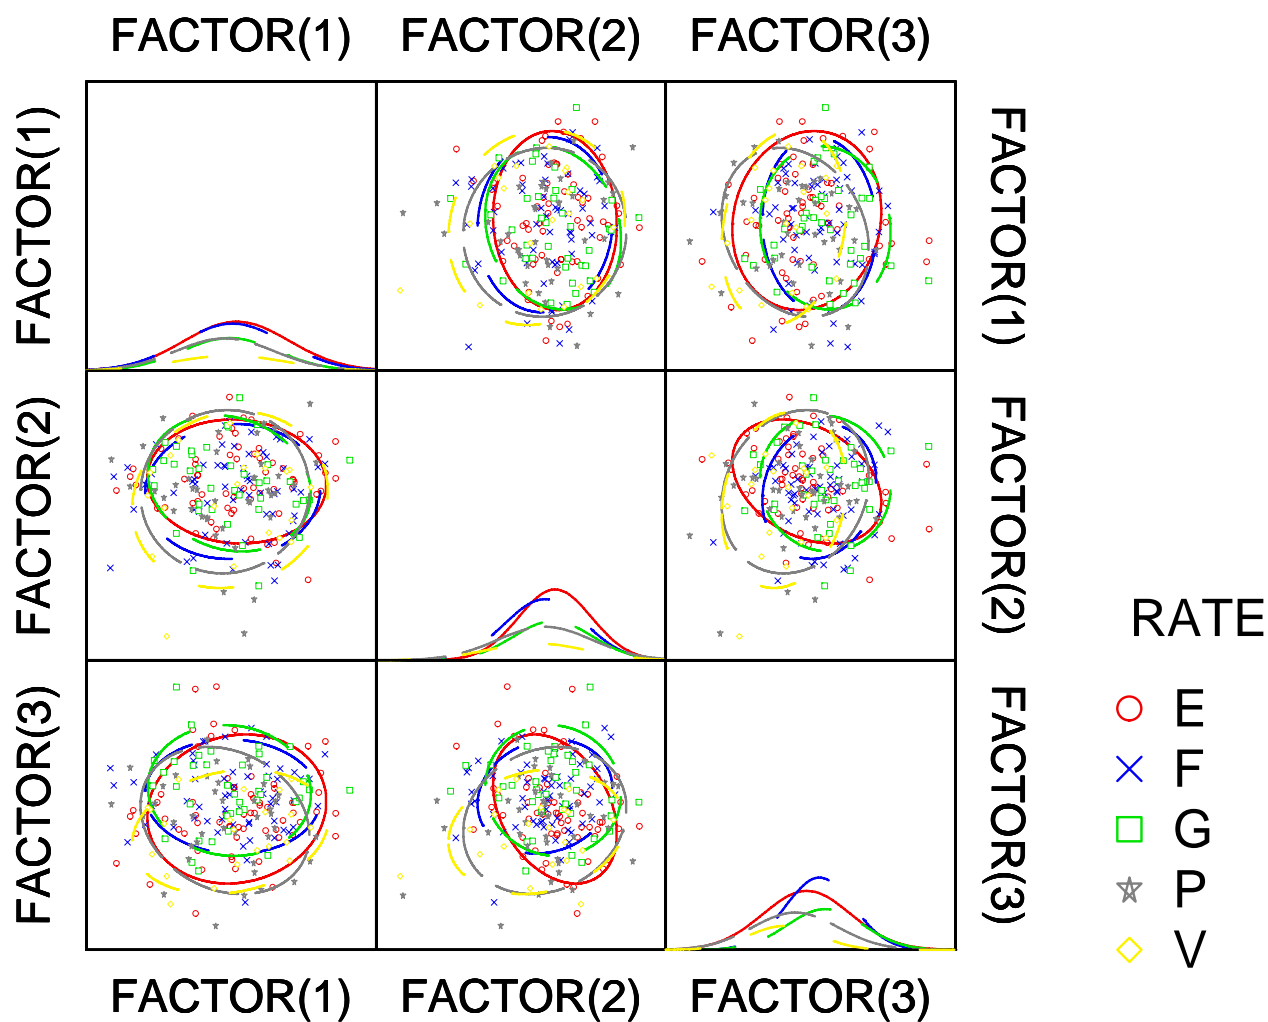 FACTOR(1) FACTOR(2) FACTOR(3)
FACTOR(1)
FACTOR(1)
FACTOR(2)
FACTOR(2)
FACTOR(3)
FACTOR(3)
RATE
E
F
G
P
V
FACTOR(1) FACTOR(2) FACTOR(3)